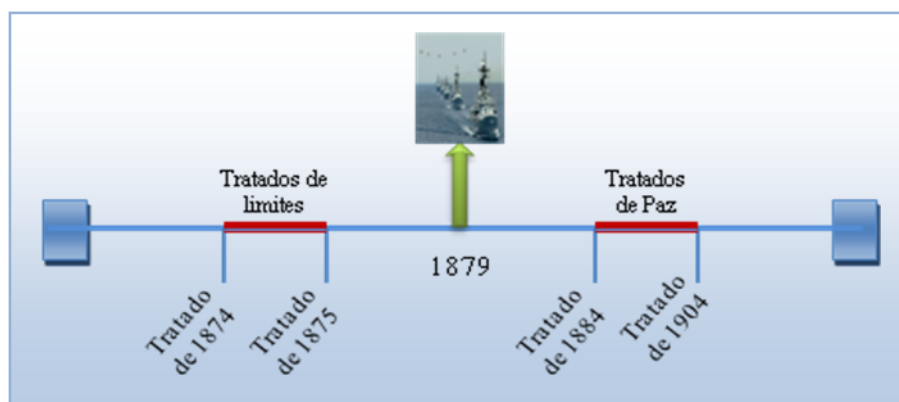 Tratados de
limites
Tratados
de Paz
1879
Tratado
de 1874
Tratado
de 1875
Tratado
de 1884
Tratado
de 1904